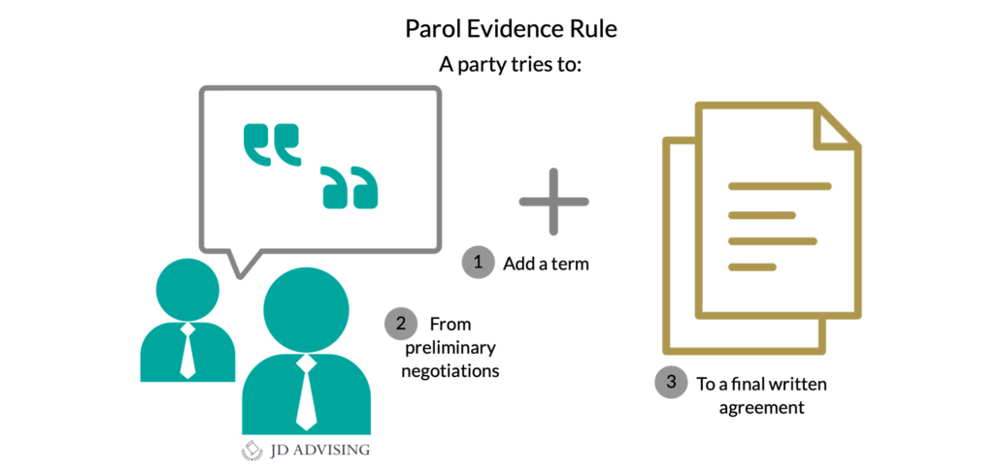 Parol Evidence Rule
A party tries to:
1 Add a term
2 From
preliminary
negotiations
3 To a final written
agreement
JD ADVISING